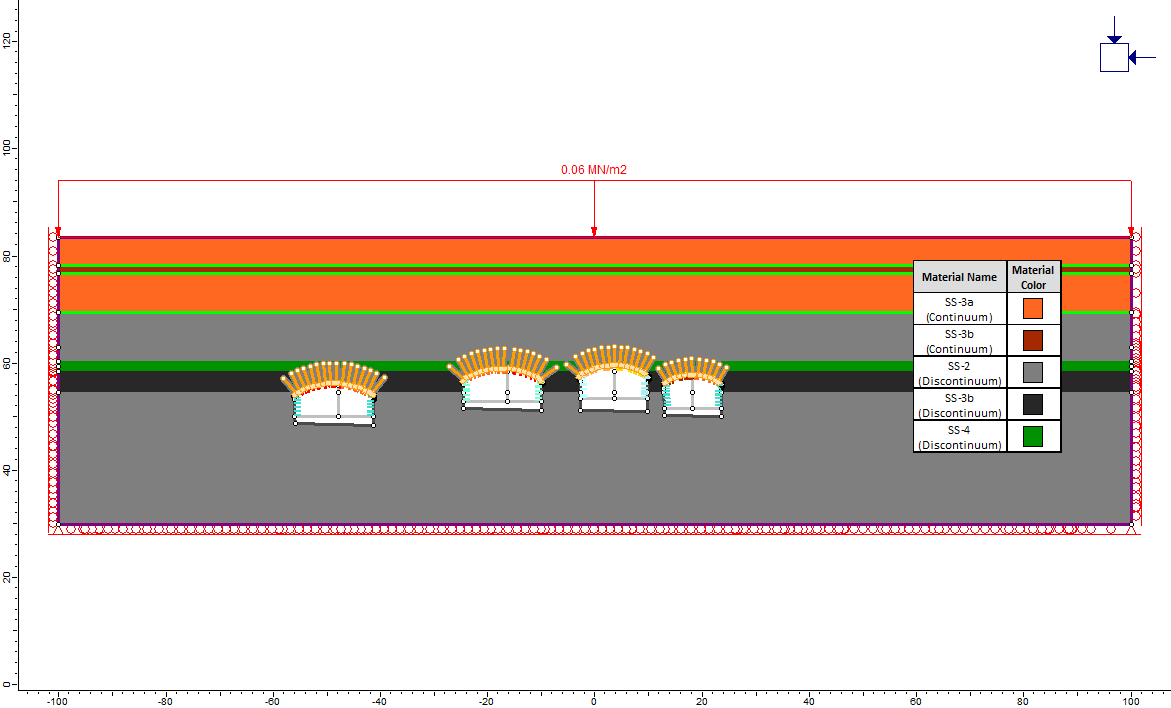 120
100
80
60
40
20
0
0.06 MN/m2
Material Name
Material
Color
SS-3a
(Continuum)
SS-3b
(Continuum)
SS-2
(Discontinuum)
SS-3b
(Discontinuum)
SS-4
(Discontinuum)
-100 -80 -60 -40 -20 0 20 40 60 80 100